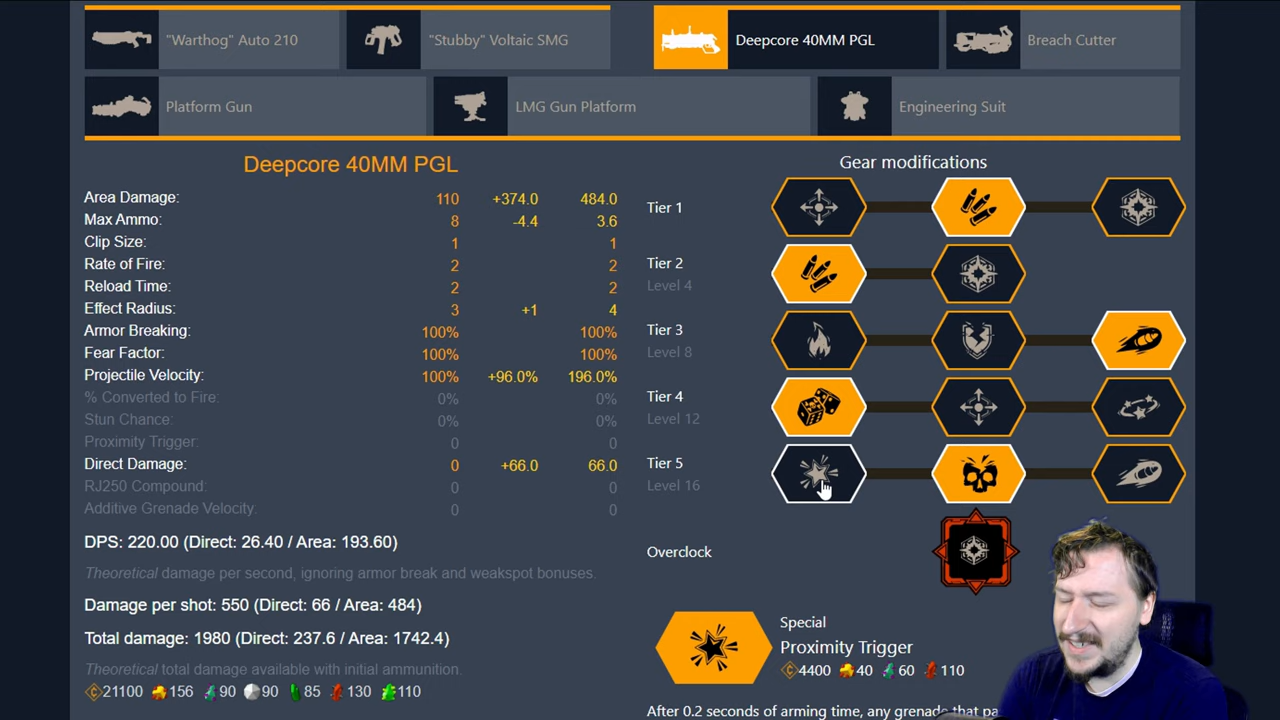 "Warthog" Auto 210
"Stubby" Voltaic SMG
Deepcore 40MM PGL
Breach Cutter
Platform Gun
LMG Gun Platform
Engineering Suit
Deepcore 40MM PGL
Area Damage: 110 +374.0 484.0
Max Ammo: 8 -4.4 3.6
Clip Size: 1 1
Rate of Fire: 2 2
Reload Time: 2 2
Effect Radius: 3 +1 4
Armor Breaking: 100% 100%
Fear Factor: 100% 100%
Projectile Velocity: 100% +96.0% 196.0%
% Converted to Fire: 0% 0%
Stun Chance: 0% 0%
Proximity Trigger: 0 0
Direct Damage: 0 +66.0 66.0
RJ250 Compound: 0 0
Additive Grenade Velocity: 0 0
DPS: 220.00 (Direct: 26.40 / Area: 193.60)
Theoretical damage per second, ignoring armor break and weakspot bonuses.
Damage per shot: 550 (Direct: 66 / Area: 484)
Total damage: 1980 (Direct: 237.6 / Area: 1742.4)
Theoretical total damage available with initial ammunition.
21100 156 90 90 85 130 110
Gear modifications
Tier 1
Tier 2
Level 4
Tier 3
Level 8
Tier 4
Level 12
Tier 5
Level 16
Overclock
Special
Proximity Trigger
4400 40 60 110
After 0.2 seconds of arming time, any grenade that pa